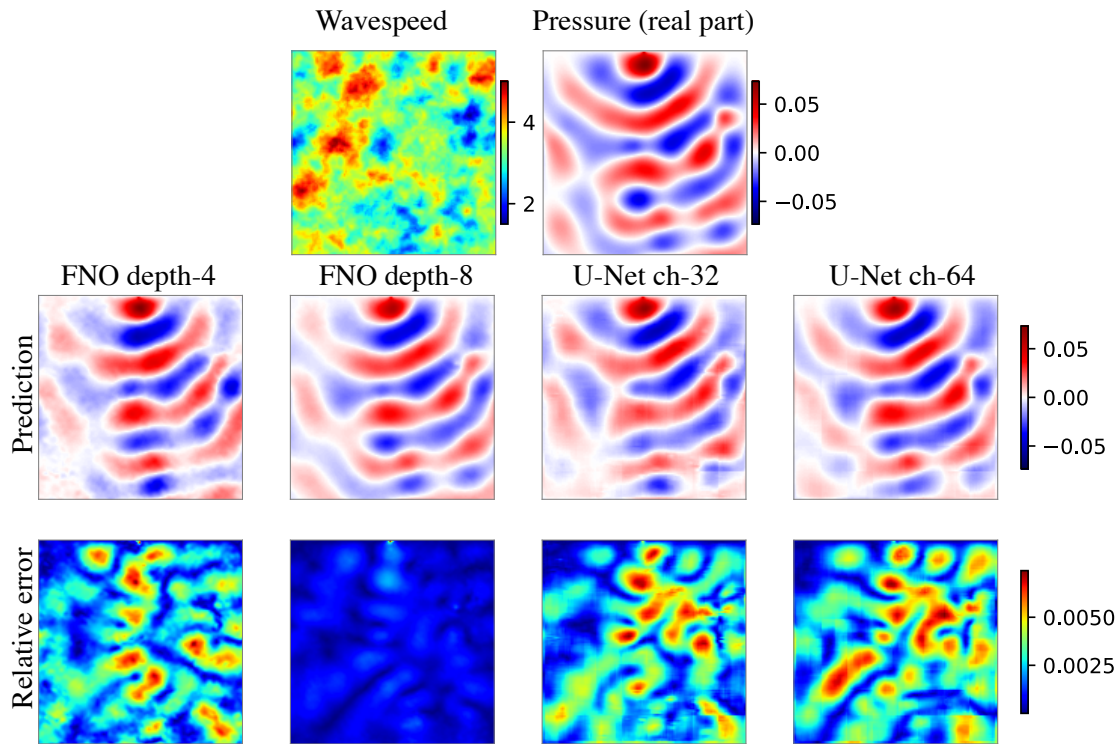 Wavespeed
Pressure (real part)
4
2
0.05
0.00
−0.05
FNO depth-4
FNO depth-8
U-Net ch-32
U-Net ch-64
Prediction
0.05
0.00
−0.05
Relative error
0.0050
0.0025